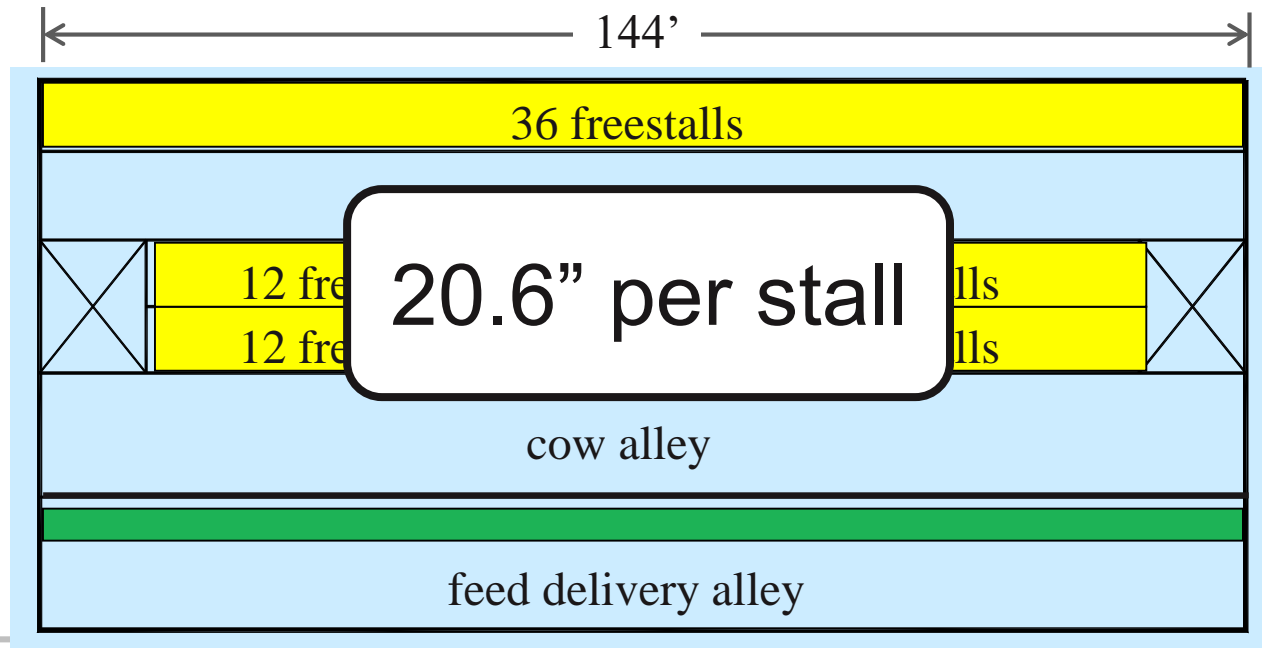 144’
36 freestalls
12 fre
lls
20.6” per stall
12 fre
lls
cow alley
feed delivery alley